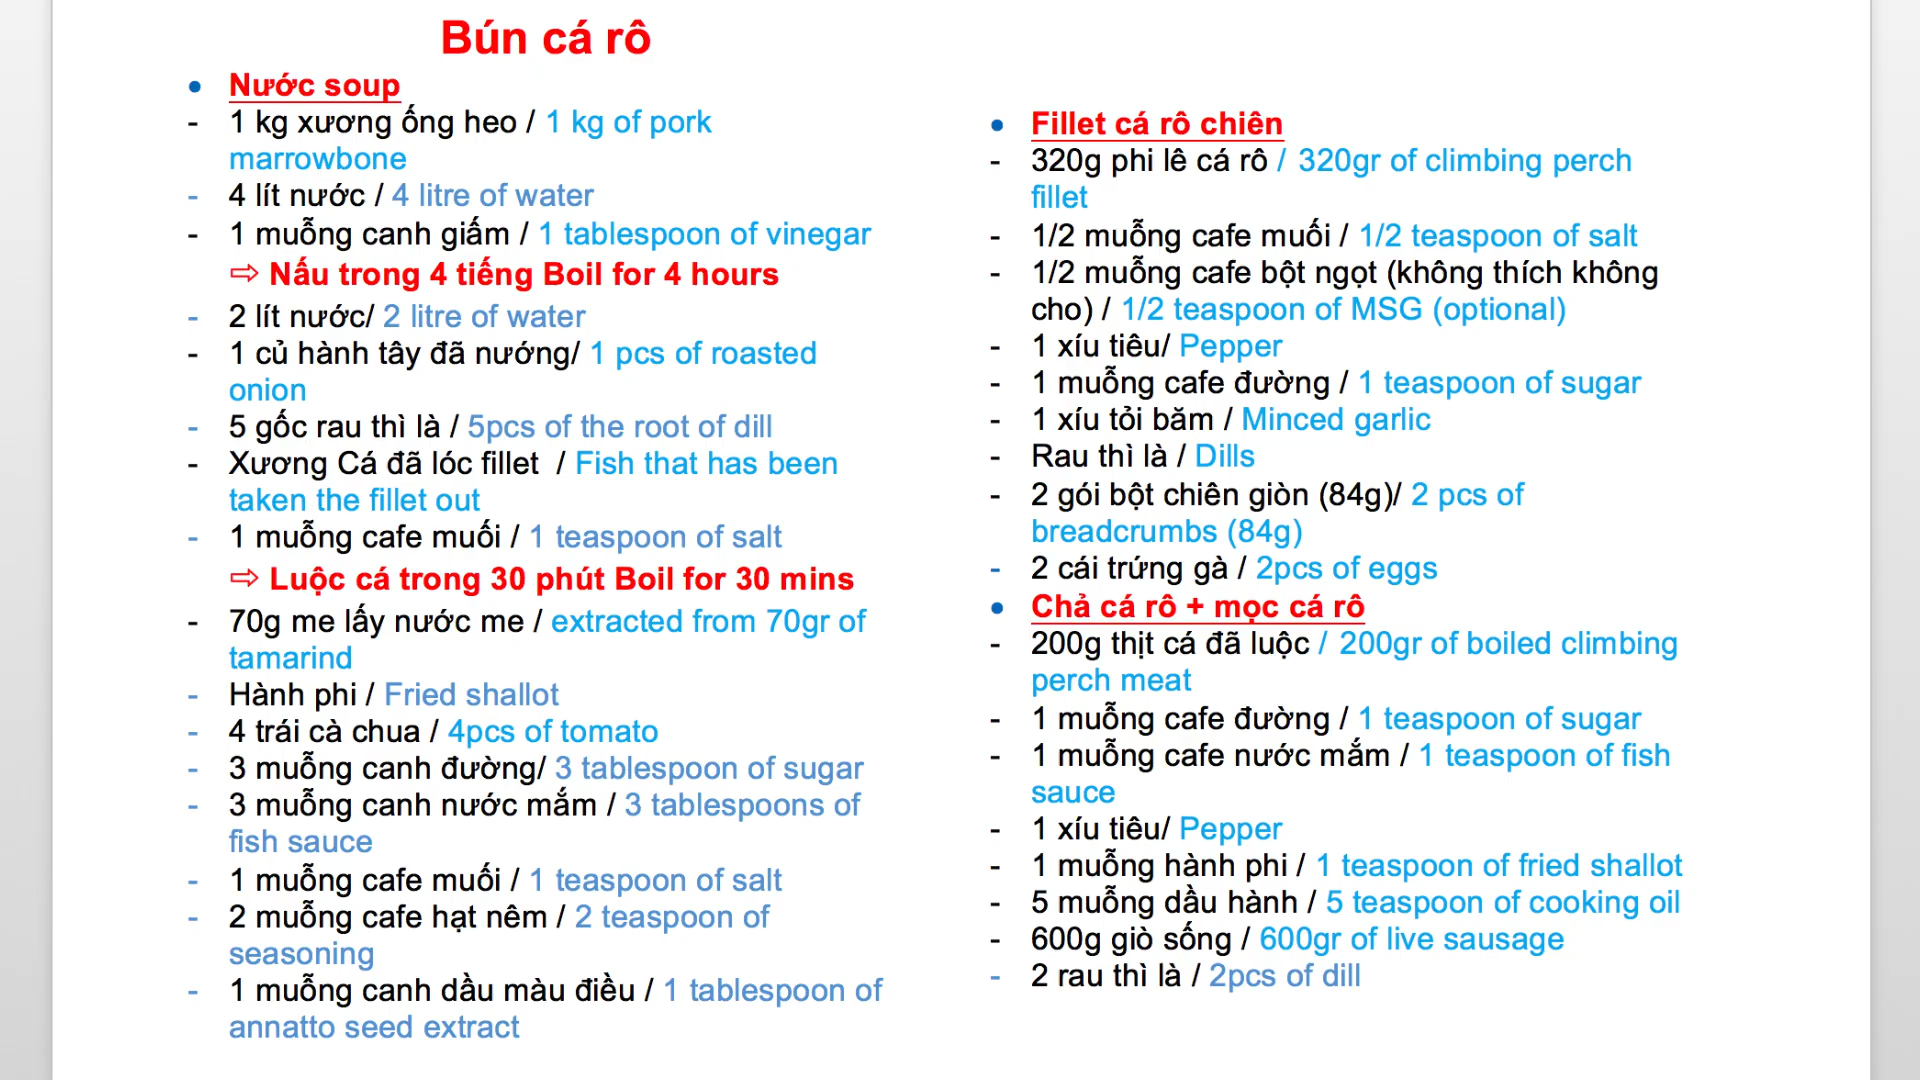 Bún cá rô
• Nước soup
- 1 kg xương ống heo / 1 kg of pork
marrowbone
- 4 lít nước / 4 litre of water
- 1 muỗng canh giấm / 1 tablespoon of vinegar
⇨ Nấu trong 4 tiếng Boil for 4 hours
- 2 lít nước/ 2 litre of water
- 1 củ hành tây đã nướng/ 1 pcs of roasted
onion
- 5 gốc rau thì là / 5pcs of the root of dill
- Xương Cá đã lóc fillet / Fish that has been
taken the fillet out
- 1 muỗng cafe muối / 1 teaspoon of salt
⇨ Luộc cá trong 30 phút Boil for 30 mins
- 70g me lấy nước me / extracted from 70gr of
tamarind
- Hành phi / Fried shallot
- 4 trái cà chua / 4pcs of tomato
- 3 muỗng canh đường/ 3 tablespoon of sugar
- 3 muỗng canh nước mắm / 3 tablespoons of
fish sauce
- 1 muỗng cafe muối / 1 teaspoon of salt
- 2 muỗng cafe hạt nêm / 2 teaspoon of
seasoning
- 1 muỗng canh dầu màu điều / 1 tablespoon of
annatto seed extract
• Fillet cá rô chiên
- 320g phi lê cá rô / 320gr of climbing perch
fillet
- 1/2 muỗng cafe muối / 1/2 teaspoon of salt
- 1/2 muỗng cafe bột ngọt (không thích không
cho) / 1/2 teaspoon of MSG (optional)
- 1 xíu tiêu/ Pepper
- 1 muỗng cafe đường / 1 teaspoon of sugar
- 1 xíu tỏi băm / Minced garlic
- Rau thì là / Dills
- 2 gói bột chiên giòn (84g)/ 2 pcs of
breadcrumbs (84g)
- 2 cái trứng gà / 2pcs of eggs
• Chả cá rô + mọc cá rô
- 200g thịt cá đã luộc / 200gr of boiled climbing
perch meat
- 1 muỗng cafe đường / 1 teaspoon of sugar
- 1 muỗng cafe nước mắm / 1 teaspoon of fish
sauce
- 1 xíu tiêu/ Pepper
- 1 muỗng hành phi / 1 teaspoon of fried shallot
- 5 muỗng dầu hành / 5 teaspoon of cooking oil
- 600g giò sống / 600gr of live sausage
- 2 rau thì là / 2pcs of dill